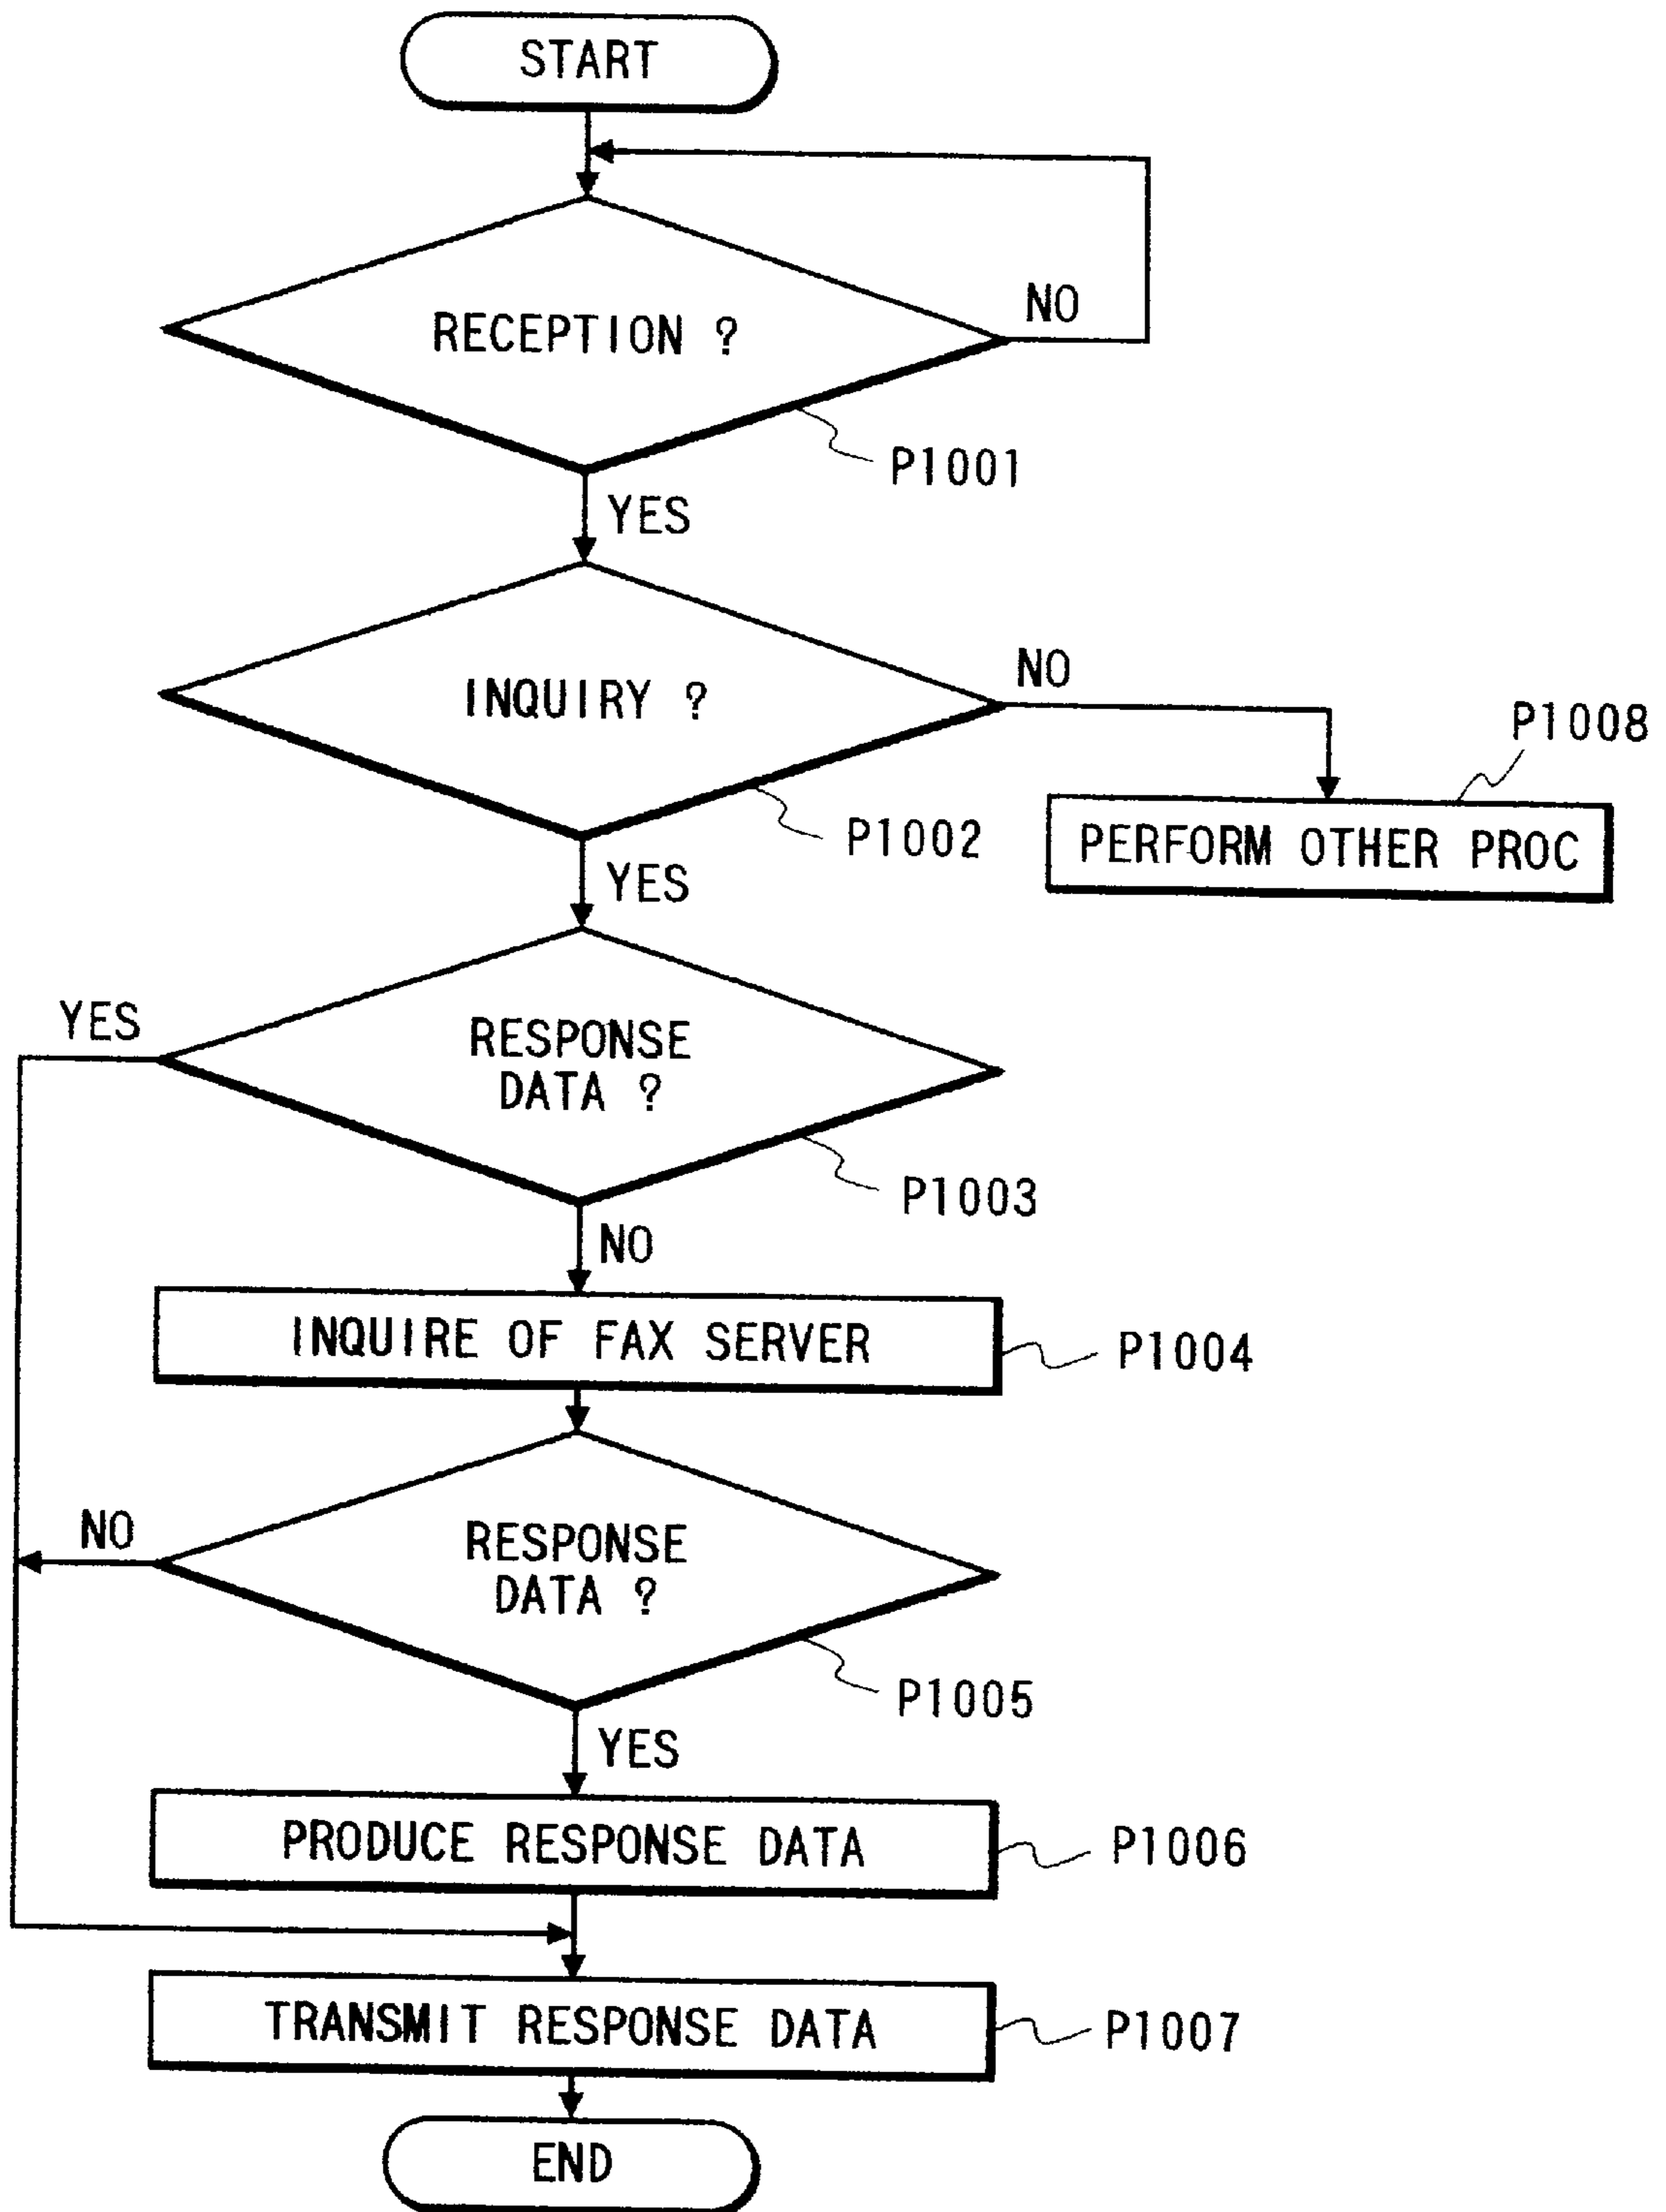 START
RECEPTION ?
NO
P1001
YES
INQUIRY ?
NO
P1008
PERFORM OTHER PROC
P1002
YES
RESPONSE
DATA ?
YES
P1003
NO
INQUIRE OF FAX SERVER
P1004
RESPONSE
DATA ?
NO
P1005
YES
PRODUCE RESPONSE DATA
P1006
TRANSMIT RESPONSE DATA
P1007
END